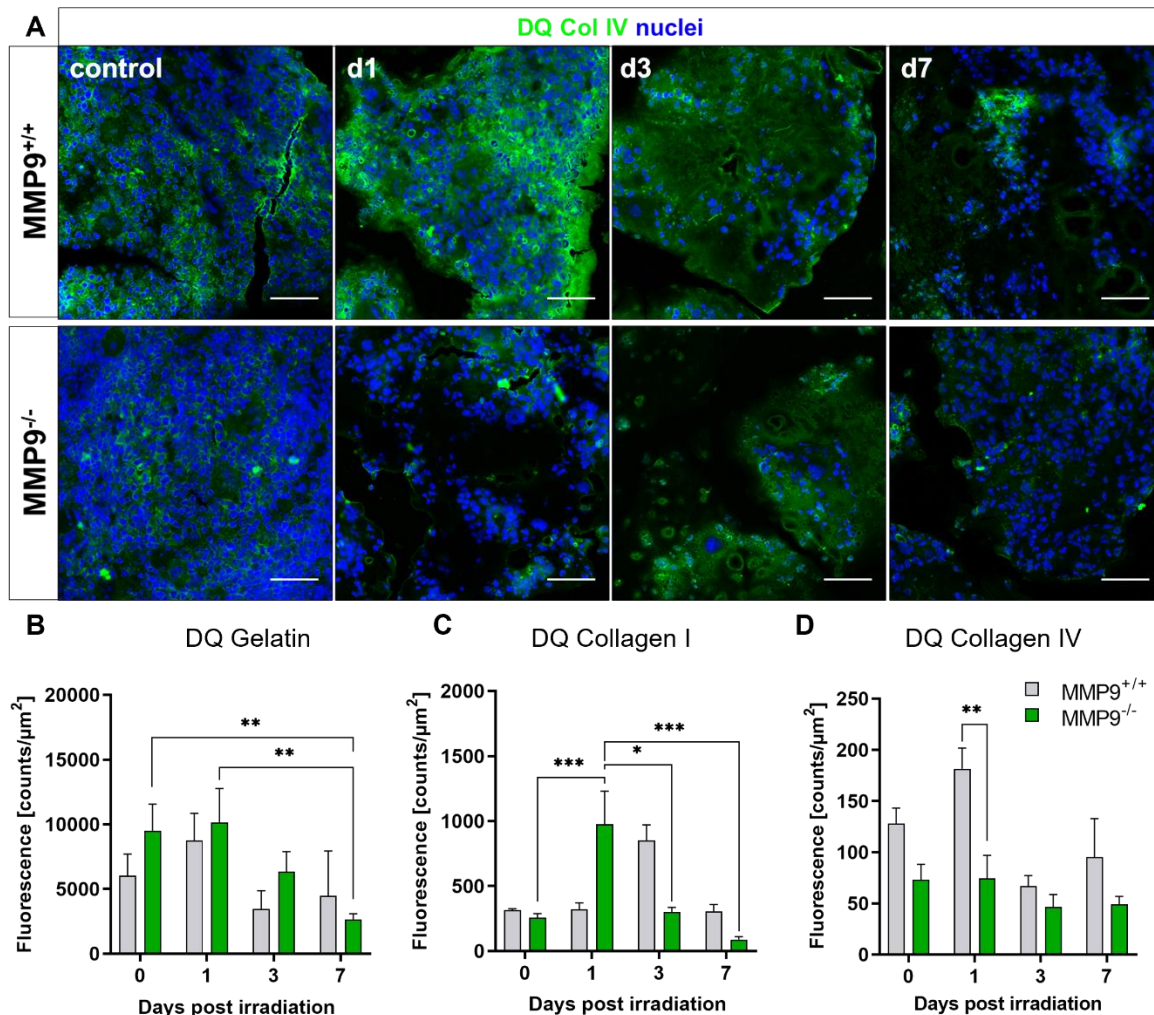 A
DQ Col IV nuclei
control
d1
d3
d7
MMP9+/+
MMP9-/-
B
DQ Gelatin
Fluorescence [counts/µm²]
20000
15000
10000
5000
0
**
**
0 1 3 7
Days post irradiation
C
DQ Collagen I
Fluorescence [counts/µm²]
2000
1500
1000
500
0
***
***
*
0 1 3 7
Days post irradiation
D
DQ Collagen IV
Fluorescence [counts/µm²]
250
200
150
100
50
0
**
MMP9+/+
MMP9-/-
0 1 3 7
Days post irradiation